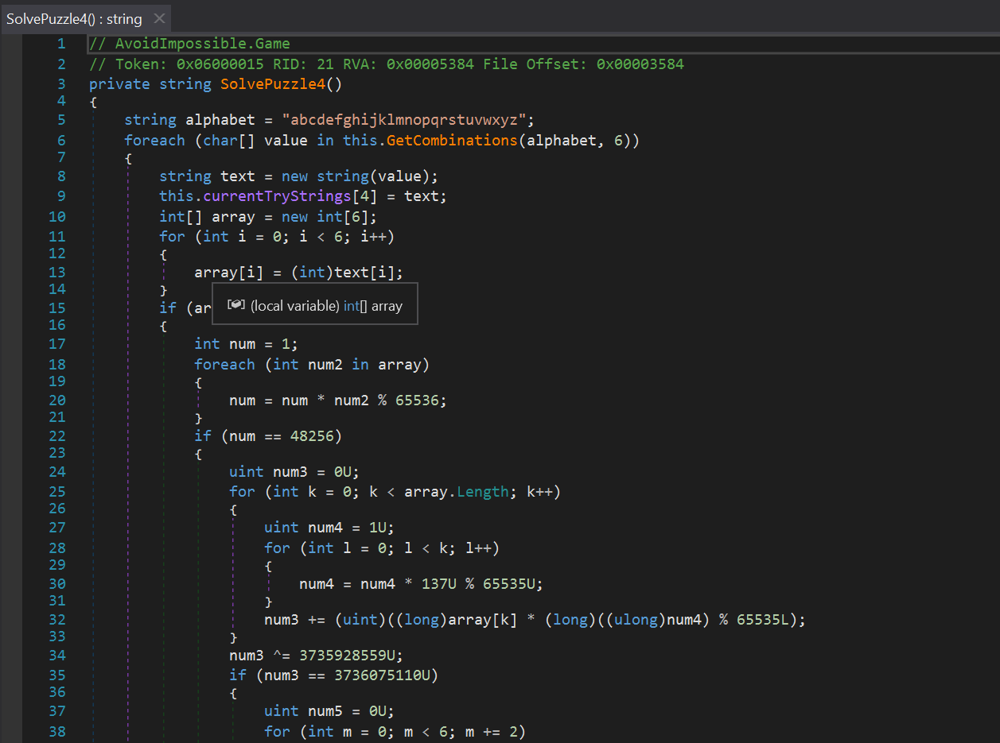 SolvePuzzle4() : string ×
1 // AvoidImpossible.Game
2 // Token: 0x06000015 RID: 21 RVA: 0x00005384 File Offset: 0x00003584
3 private string SolvePuzzle4()
4 {
5 string alphabet = "abcdefghijklmnopqrstuvwxyz";
6 foreach (char[] value in this.GetCombinations(alphabet, 6))
7 {
8 string text = new string(value);
9 this.currentTryStrings[4] = text;
10 int[] array = new int[6];
11 for (int i = 0; i < 6; i++)
12 {
13 array[i] = (int)text[i];
14 }
15 if (ar
(local variable) int[] array
16 {
17 int num = 1;
18 foreach (int num2 in array)
19 {
20 num = num * num2 % 65536;
21 }
22 if (num == 48256)
23 {
24 uint num3 = 0U;
25 for (int k = 0; k < array.Length; k++)
26 {
27 uint num4 = 1U;
28 for (int l = 0; l < k; l++)
29 {
30 num4 = num4 * 137U % 65535U;
31 }
32 num3 += (uint)((long)array[k] * (long)((ulong)num4) % 65535L);
33 }
34 num3 ^= 3735928559U;
35 if (num3 == 3736075110U)
36 {
37 uint num5 = 0U;
38 for (int m = 0; m < 6; m += 2)